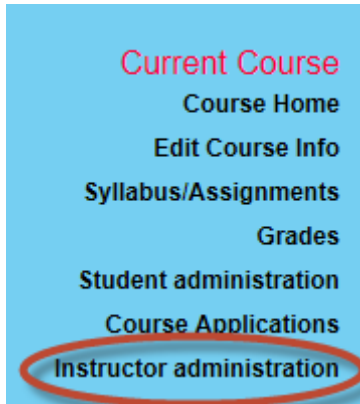 Current Course
Course Home
Edit Course Info
Syllabus/Assignments
Grades
Student administration
Course Applications
Instructor administration